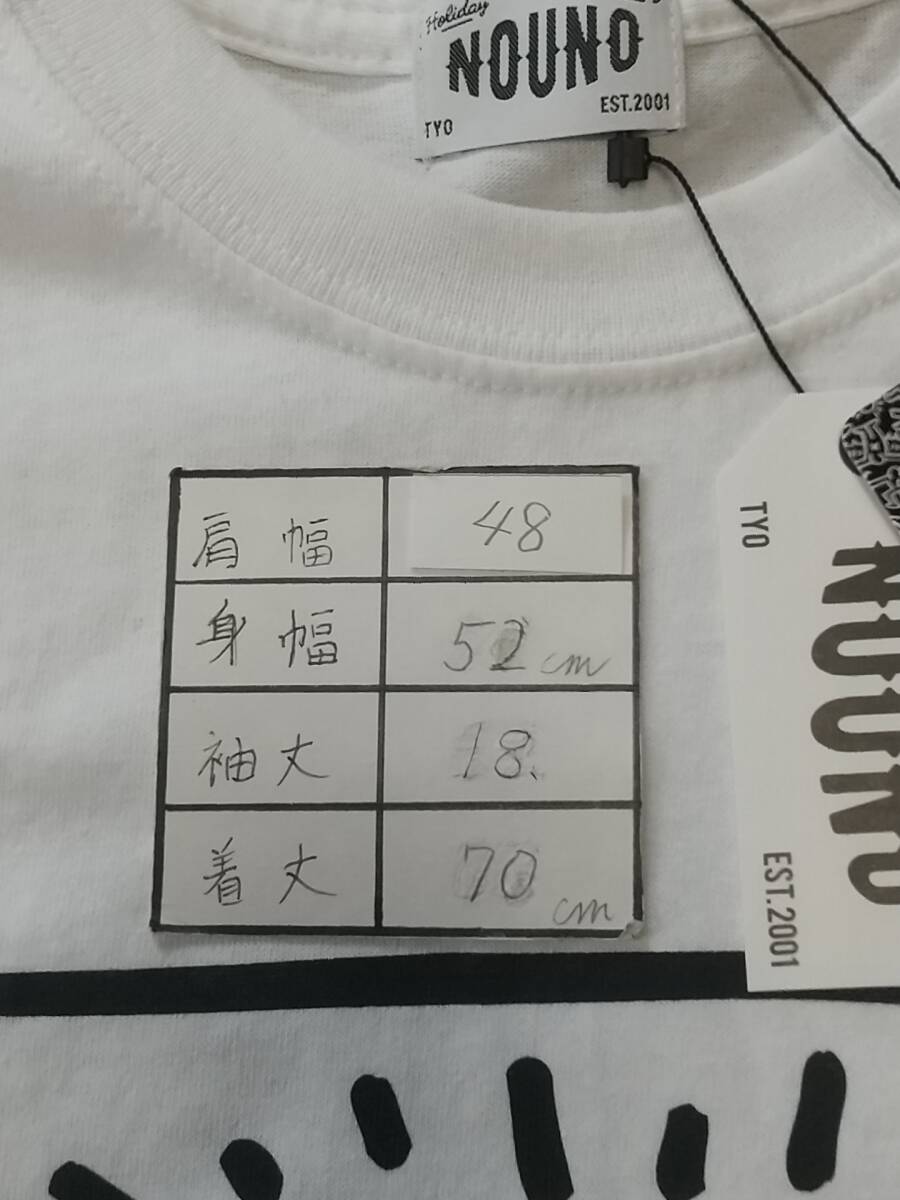 Holiday
NOUNO
TYO EST.2001
肩幅 48
身幅 52cm
袖丈 18.
着丈 70cm
TYO
NOUNO
EST.2001